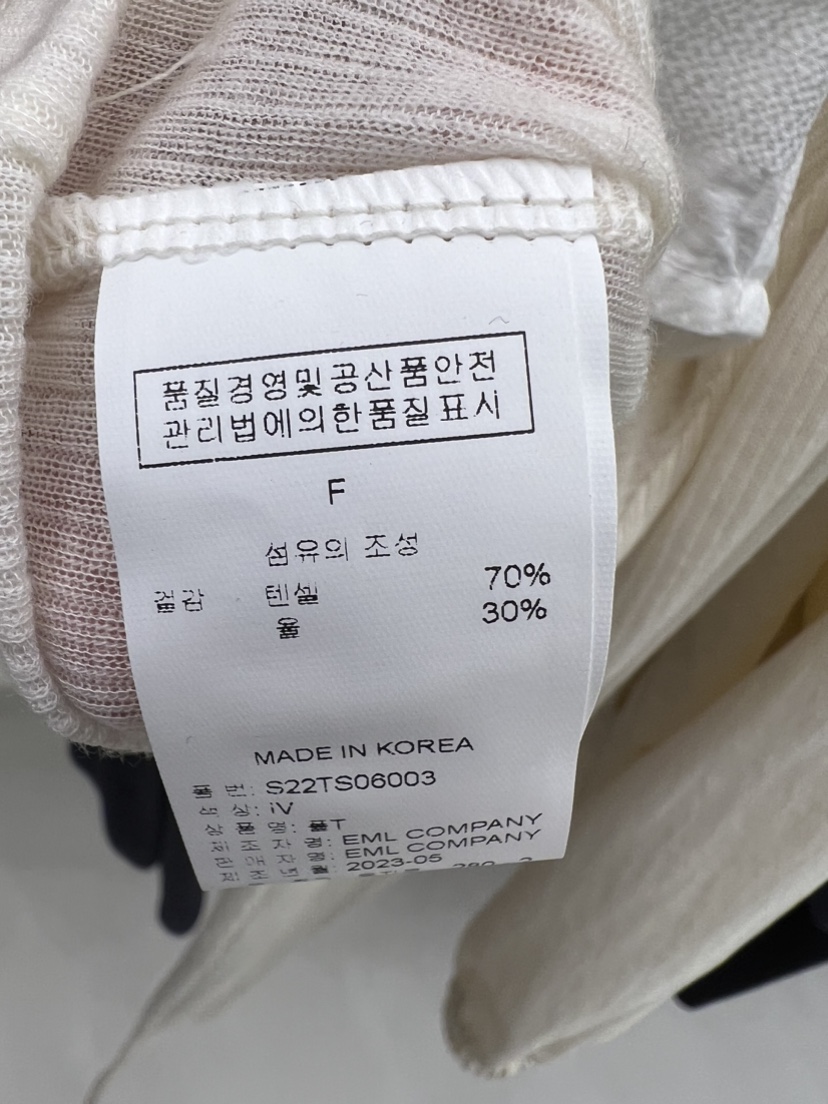 품질경영및공산품안전
관리법에의한품질표시
F
섬유의 조성
겉감 텐셀 70%
울 30%
MADE IN KOREA
품 번: S22TS06003
색 상: iV
상 품 명: 폴T
제 조 자 명: EML COMPANY
판 매 자 명: EML COMPANY
제 조 년 월: 2023-05